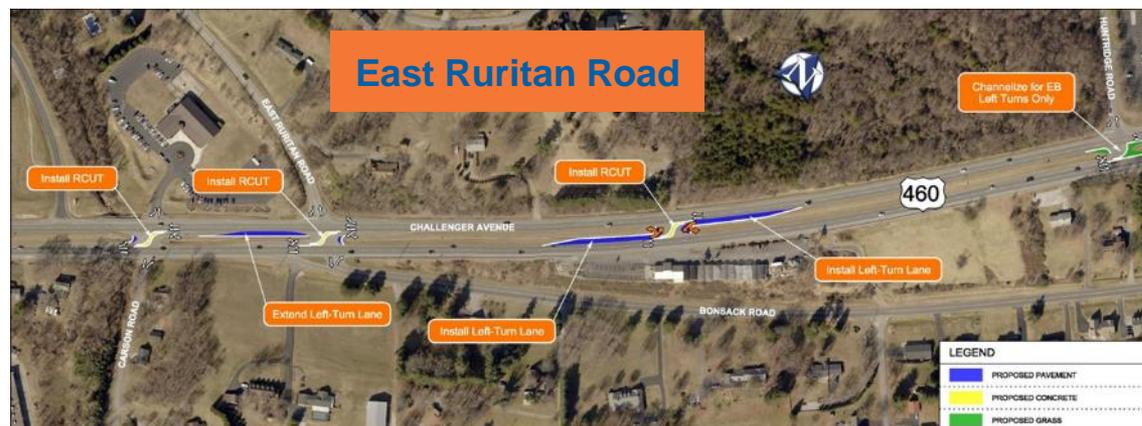 East Ruritan Road
HUNTRIDGE ROAD
Channelize for EB
Left Turns Only
EAST RURITAN ROAD
Install RCUT
Install RCUT
Install RCUT
460
CHALLENGER AVENUE
Install Left-Turn Lane
Extend Left-Turn Lane
Install Left-Turn Lane
BONSACK ROAD
CARSON ROAD
LEGEND
PROPOSED PAVEMENT
PROPOSED CONCRETE
PROPOSED GRASS